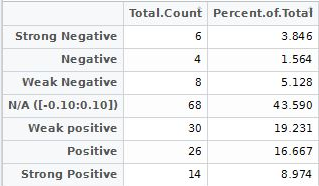 Total.Count Percent.of.Total
Strong Negative 6 3.846
Negative 4 1.564
Weak Negative 8 5.128
N/A ([-0.10:0.10]) 68 43.590
Weak positive 30 19.231
Positive 26 16.667
Strong Positive 14 8.974